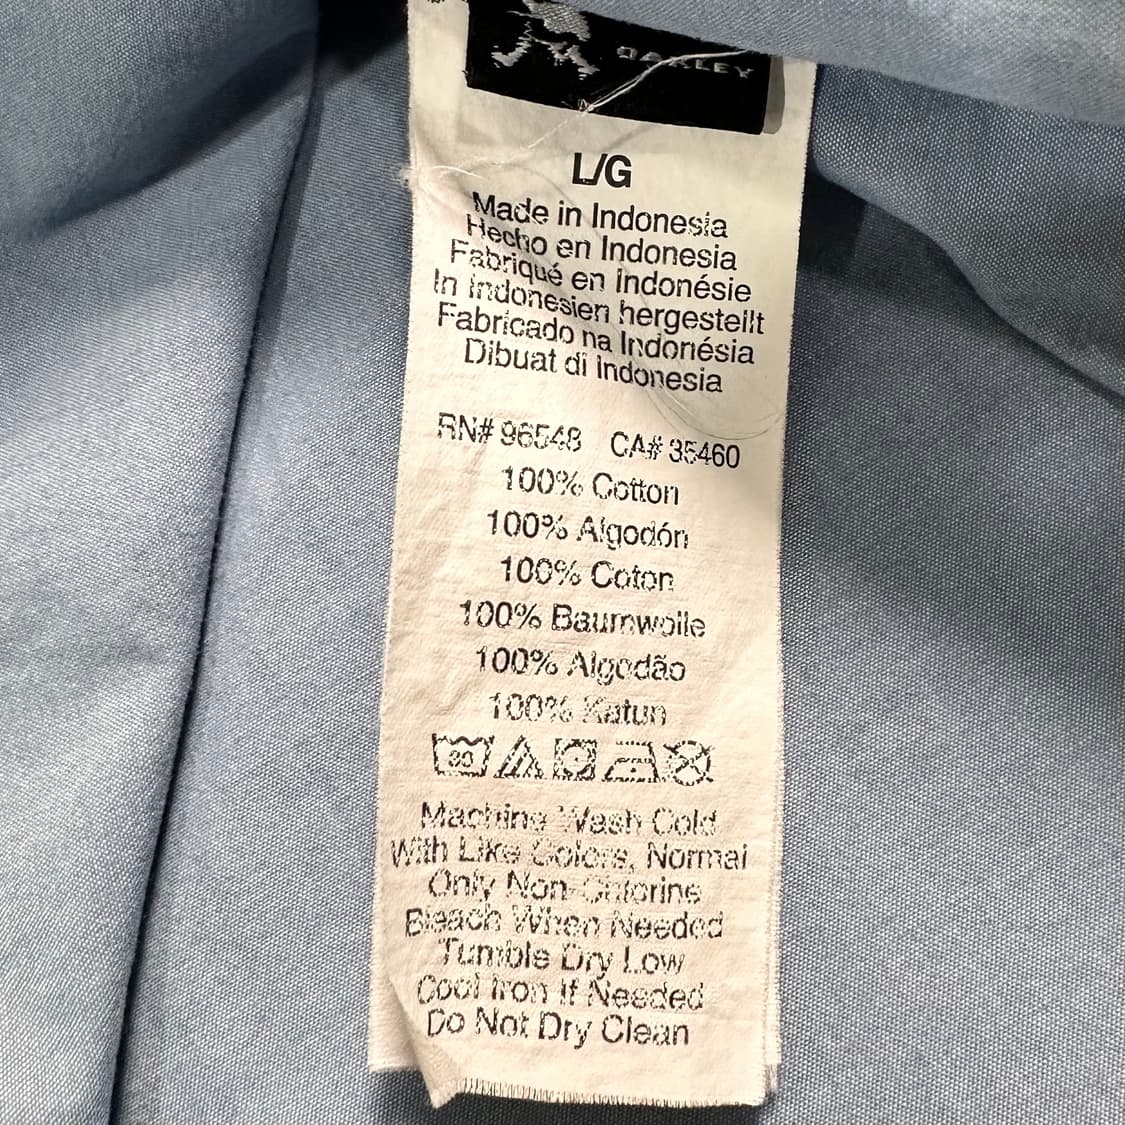 OAKLEY
L/G
Made in Indonesia
Hecho en Indonesia
Fabriqué en Indonésie
In Indonesien hergestellt
Fabricado na Indonésia
Dibuat di Indonesia
RN# 96548 CA# 35460
100% Cotton
100% Algodón
100% Coton
100% Baumwolle
100% Algodão
100% Katun
30
Machine Wash Cold
With Like Colors, Normal
Only Non-Chlorine
Bleach When Needed
Tumble Dry Low
Cool Iron If Needed
Do Not Dry Clean